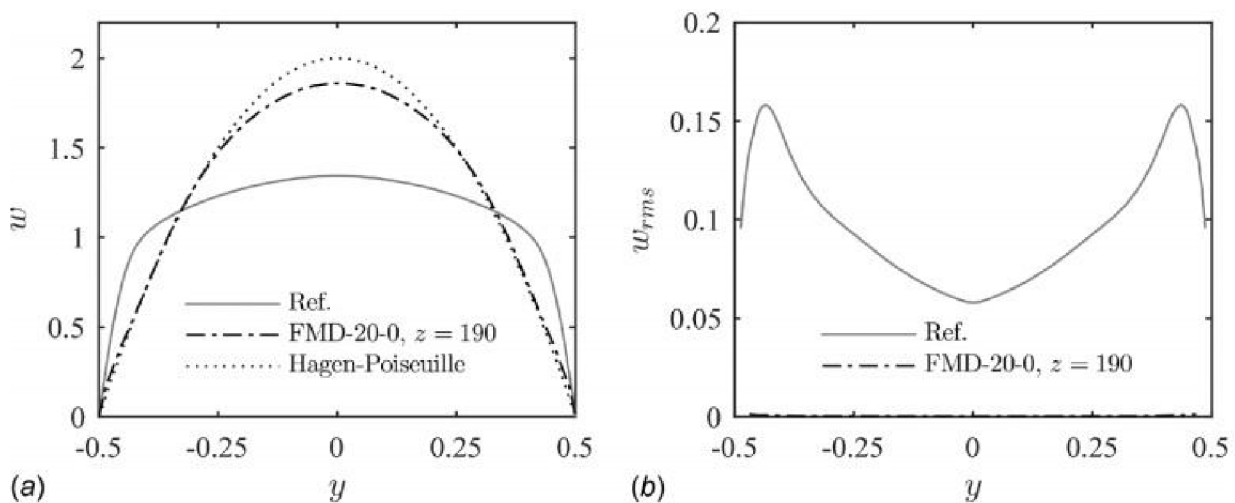 2
1.5
1
0.5
0
w
Ref.
FMD-20-0, z = 190
Hagen-Poiseuille
-0.5 -0.25 0 0.25 0.5
(a) y
0.2
0.15
0.1
0.05
0
w_rms
Ref.
FMD-20-0, z = 190
-0.5 -0.25 0 0.25 0.5
(b) y